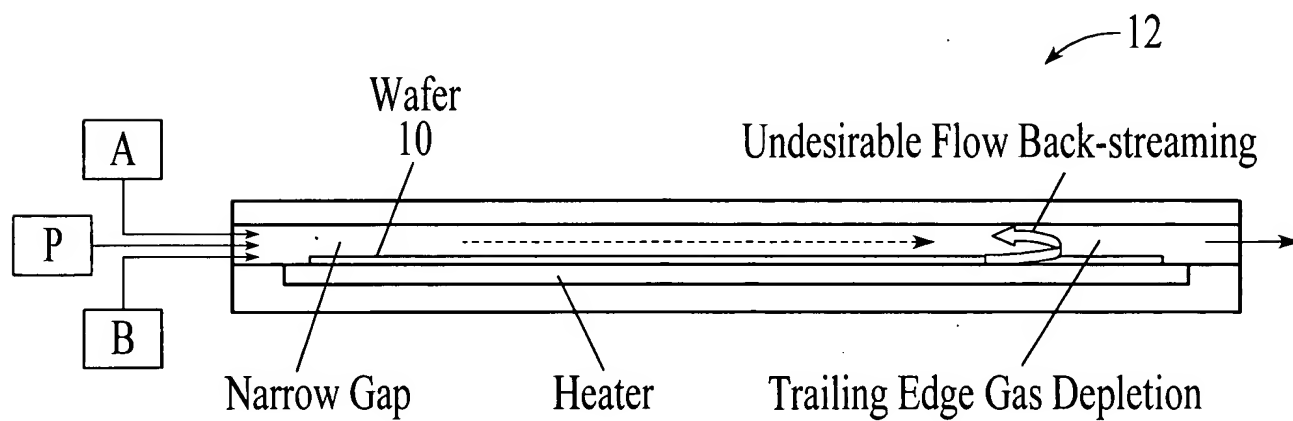 12
Wafer
10
Undesirable Flow Back-streaming
A
P
B
Narrow Gap
Heater
Trailing Edge Gas Depletion